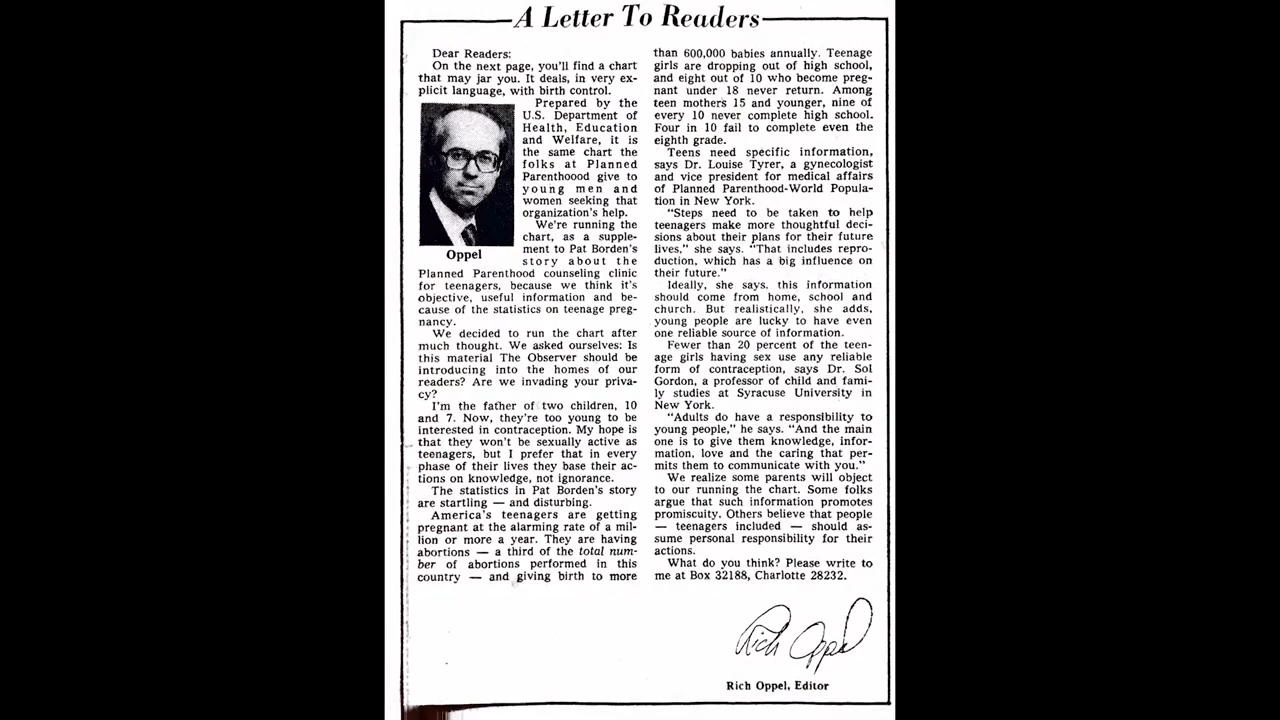 A Letter To Readers
Dear Readers:
On the next page, you'll find a chart
that may jar you. It deals, in very ex-
plicit language, with birth control.
Prepared by the
U.S. Department of
Health, Education
and Welfare, it is
the same chart the
folks at Planned
Parenthoood give to
young men and
women seeking that
organization's help.
We're running the
chart, as a supple-
ment to Pat Borden's
story about the
Oppel
Planned Parenthood counseling clinic
for teenagers, because we think it's
objective, useful information and be-
cause of the statistics on teenage preg-
nancy.
We decided to run the chart after
much thought. We asked ourselves: Is
this material The Observer should be
introducing into the homes of our
readers? Are we invading your priva-
cy?
I'm the father of two children, 10
and 7. Now, they're too young to be
interested in contraception. My hope is
that they won't be sexually active as
teenagers, but I prefer that in every
phase of their lives they base their ac-
tions on knowledge, not ignorance.
The statistics in Pat Borden's story
are startling — and disturbing.
America's teenagers are getting
pregnant at the alarming rate of a mil-
lion or more a year. They are having
abortions — a third of the total num-
ber of abortions performed in this
country — and giving birth to more
than 600,000 babies annually. Teenage
girls are dropping out of high school,
and eight out of 10 who become preg-
nant under 18 never return. Among
teen mothers 15 and younger, nine of
every 10 never complete high school.
Four in 10 fail to complete even the
eighth grade.
Teens need specific information,
says Dr. Louise Tyrer, a gynecologist
and vice president for medical affairs
of Planned Parenthood-World Popula-
tion in New York.
"Steps need to be taken to help
teenagers make more thoughtful deci-
sions about their plans for their future
lives," she says. "That includes repro-
duction, which has a big influence on
their future."
Ideally, she says, this information
should come from home, school and
church. But realistically, she adds,
young people are lucky to have even
one reliable source of information.
Fewer than 20 percent of the teen-
age girls having sex use any reliable
form of contraception, says Dr. Sol
Gordon, a professor of child and fami-
ly studies at Syracuse University in
New York.
"Adults do have a responsibility to
young people," he says. "And the main
one is to give them knowledge, infor-
mation, love and the caring that per-
mits them to communicate with you."
We realize some parents will object
to our running the chart. Some folks
argue that such information promotes
promiscuity. Others believe that people
— teenagers included — should as-
sume personal responsibility for their
actions.
What do you think? Please write to
me at Box 32188, Charlotte 28232.
Rich Oppel
Rich Oppel, Editor